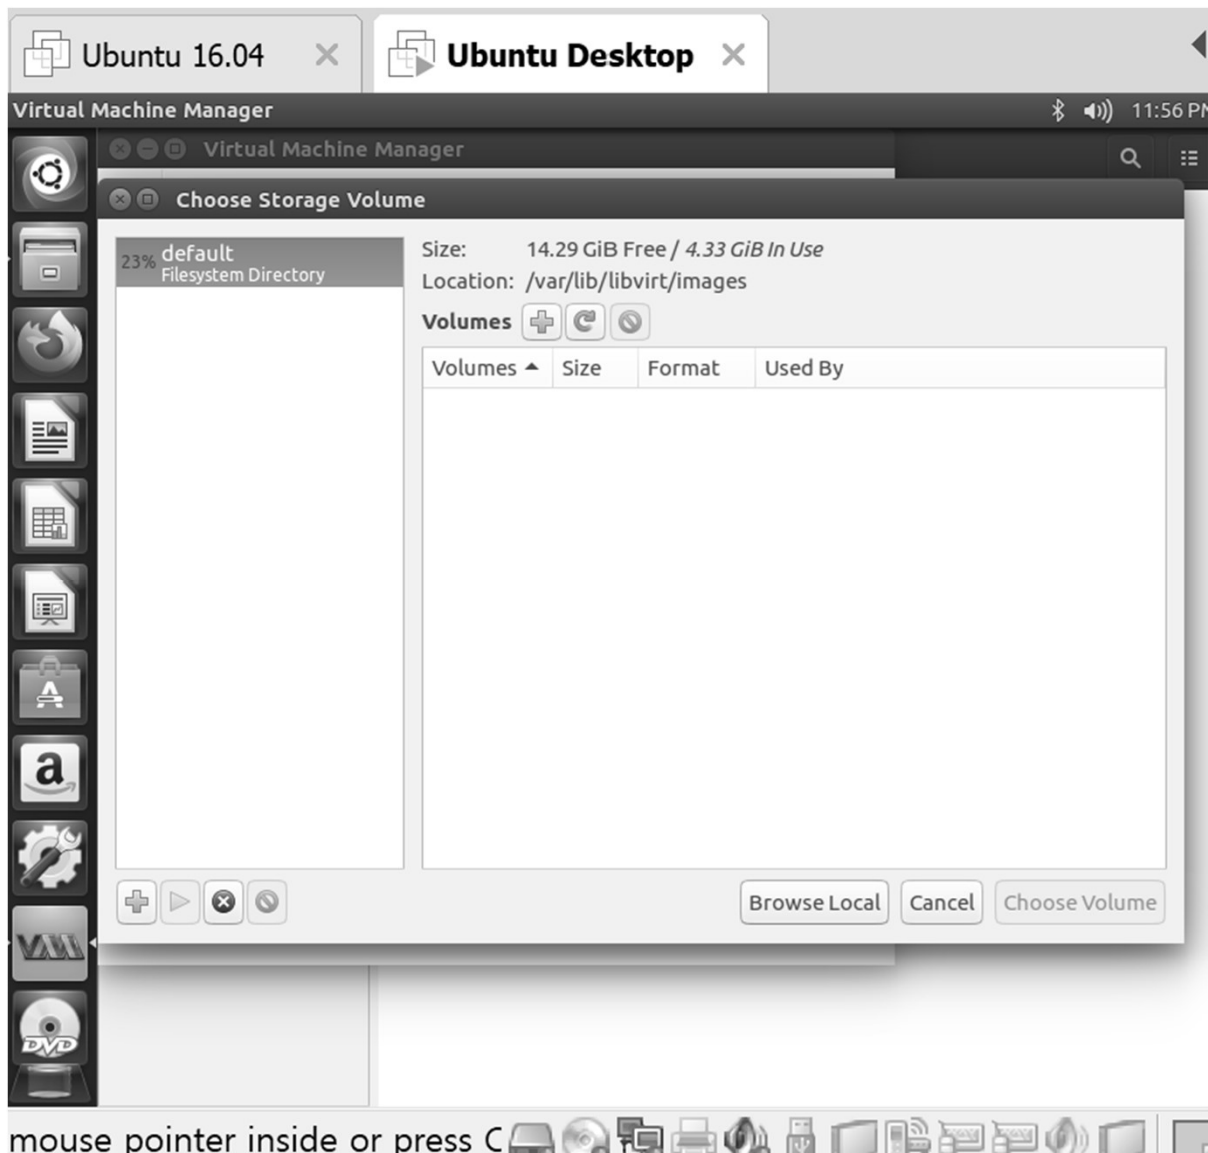 Ubuntu 16.04
Ubuntu Desktop
Virtual Machine Manager
11:56 P
Virtual Machine Manager
Choose Storage Volume
23% default
Filesystem Directory
Size: 14.29 GiB Free / 4.33 GiB In Use
Location: /var/lib/libvirt/images
Volumes
Volumes Size Format Used By
Browse Local Cancel Choose Volume
DVD
mouse pointer inside or press C